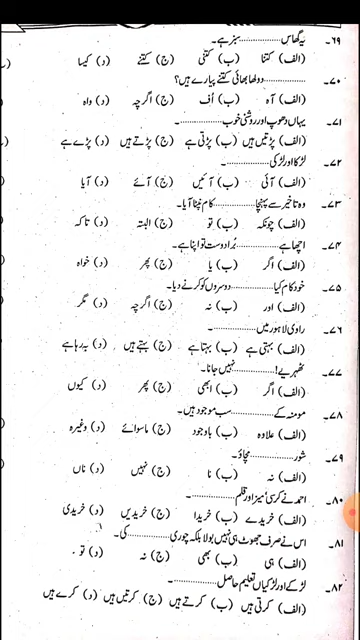 ۶۹۔ یہ گھاس ............ سبز ہے۔
(الف) کتنا (ب) کتنی (ج) کتنے (د) کیسا
۷۰۔ ............ دولھا بھائی کتنے پیارے ہیں؟
(الف) آہ (ب) اُف (ج) اگرچہ (د) واہ
۷۱۔ یہاں دھوپ اور روشنی خوب ............۔
(الف) پڑتیں ہیں (ب) پڑتی ہے (ج) پڑتے ہیں (د) پڑے ہے
۷۲۔ لڑکا اور لڑکی ............۔
(الف) آئی (ب) آئیں (ج) آئے (د) آیا
۷۳۔ وہ تاخیر سے پہنچا ............ کام نپٹا آیا۔
(الف) چونکہ (ب) تو (ج) البتہ (د) تاکہ
۷۴۔ اچھا ہے ............ بُرا دوست تو اپنا ہے۔
(الف) اگر (ب) یا (ج) پھر (د) خواہ
۷۵۔ خود کام کیا ............ دوسروں کو کرنے دیا۔
(الف) اور (ب) نہ (ج) اگرچہ (د) مگر
۷۶۔ راوی لاہور میں ............۔
(الف) بہتی ہے (ب) بہتا ہے (ج) بہتے ہیں (د) بہ رہا ہے
۷۷۔ ٹھہریے! ............ نہیں جانا۔
(الف) اگر (ب) ابھی (ج) پھر (د) کیوں
۷۸۔ مومنہ کے ............ سب موجود ہیں۔
(الف) علاوہ (ب) باوجود (ج) ماسوائے (د) وغیرہ
۷۹۔ شور ............ مچاؤ۔
(الف) نہ (ب) نا (ج) نہیں (د) ناں
۸۰۔ احمد نے کرسی، میز اور قلم ............۔
(الف) خریدے (ب) خریدا (ج) خریدیں (د) خریدی
۸۱۔ اس نے صرف جھوٹ ہی نہیں بولا بلکہ چوری ............ کی۔
(الف) ہی (ب) بھی (ج) نہ (د) تو
۸۲۔ لڑکے اور لڑکیاں تعلیم حاصل ............۔
(الف) کرتی ہیں (ب) کرتے ہیں (ج) کرتیں ہیں (د) کرے ہیں